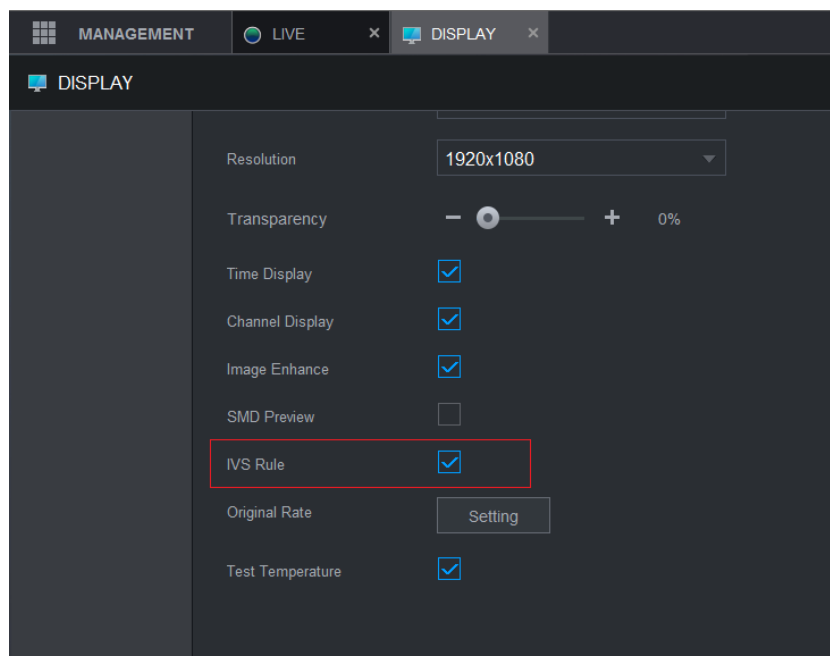 MANAGEMENT LIVE × DISPLAY ×
DISPLAY
Resolution 1920x1080
Transparency − + 0%
Time Display
Channel Display
Image Enhance
SMD Preview
IVS Rule
Original Rate Setting
Test Temperature